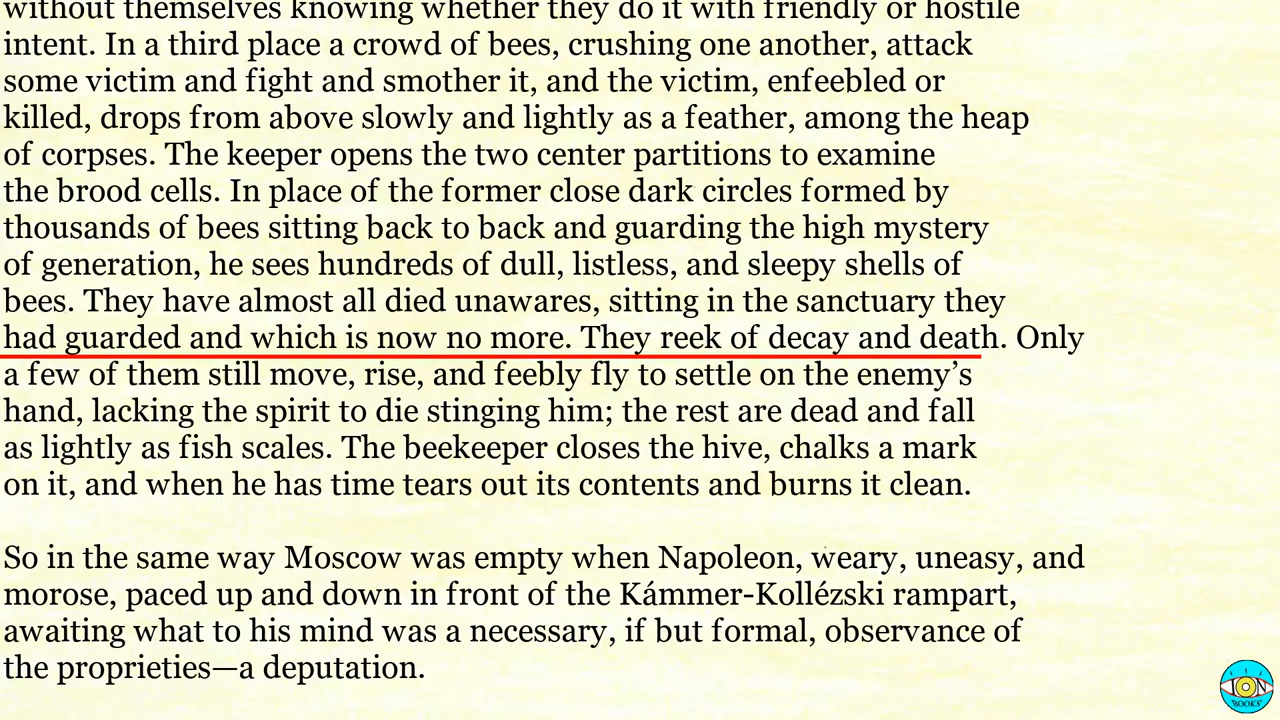 without themselves knowing whether they do it with friendly or hostile
intent. In a third place a crowd of bees, crushing one another, attack
some victim and fight and smother it, and the victim, enfeebled or
killed, drops from above slowly and lightly as a feather, among the heap
of corpses. The keeper opens the two center partitions to examine
the brood cells. In place of the former close dark circles formed by
thousands of bees sitting back to back and guarding the high mystery
of generation, he sees hundreds of dull, listless, and sleepy shells of
bees. They have almost all died unawares, sitting in the sanctuary they
had guarded and which is now no more. They reek of decay and death. Only
a few of them still move, rise, and feebly fly to settle on the enemy’s
hand, lacking the spirit to die stinging him; the rest are dead and fall
as lightly as fish scales. The beekeeper closes the hive, chalks a mark
on it, and when he has time tears out its contents and burns it clean.
So in the same way Moscow was empty when Napoleon, weary, uneasy, and
morose, paced up and down in front of the Kámmer-Kollézski rampart,
awaiting what to his mind was a necessary, if but formal, observance of
the proprieties—a deputation.
ION
BOOKS